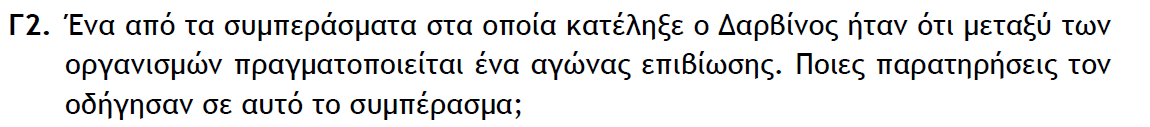 Γ2. Ένα από τα συμπεράσματα στα οποία κατέληξε ο Δαρβίνος ήταν ότι μεταξύ των
οργανισμών πραγματοποιείται ένα αγώνας επιβίωσης. Ποιες παρατηρήσεις τον
οδήγησαν σε αυτό το συμπέρασμα;